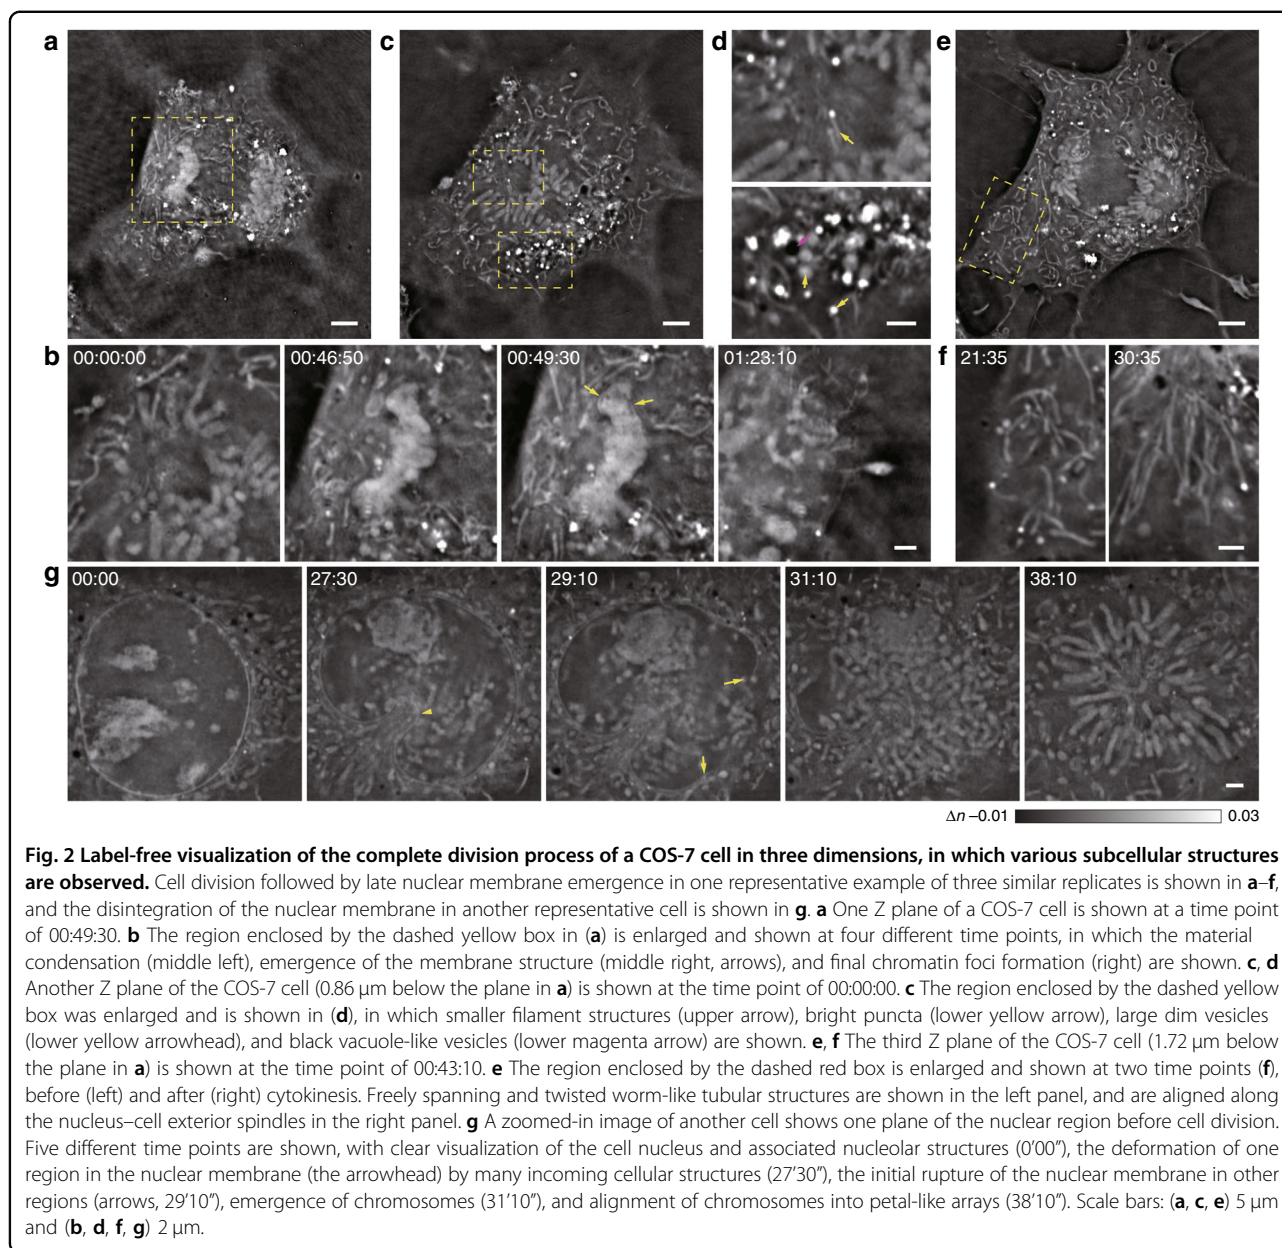 a
c
d
e
b
00:00:00
00:46:50
00:49:30
01:23:10
f
21:35
30:35
g
00:00
27:30
29:10
31:10
38:10
Δn –0.01
0.03
Fig. 2 Label-free visualization of the complete division process of a COS-7 cell in three dimensions, in which various subcellular structures
are observed. Cell division followed by late nuclear membrane emergence in one representative example of three similar replicates is shown in a–f,
and the disintegration of the nuclear membrane in another representative cell is shown in g. a One Z plane of a COS-7 cell is shown at a time point
of 00:49:30. b The region enclosed by the dashed yellow box in (a) is enlarged and shown at four different time points, in which the material
condensation (middle left), emergence of the membrane structure (middle right, arrows), and final chromatin foci formation (right) are shown. c, d
Another Z plane of the COS-7 cell (0.86 μm below the plane in a) is shown at the time point of 00:00:00. c The region enclosed by the dashed yellow
box was enlarged and is shown in (d), in which smaller filament structures (upper arrow), bright puncta (lower yellow arrow), large dim vesicles
(lower yellow arrowhead), and black vacuole-like vesicles (lower magenta arrow) are shown. e, f The third Z plane of the COS-7 cell (1.72 μm below
the plane in a) is shown at the time point of 00:43:10. e The region enclosed by the dashed red box is enlarged and shown at two time points (f),
before (left) and after (right) cytokinesis. Freely spanning and twisted worm-like tubular structures are shown in the left panel, and are aligned along
the nucleus–cell exterior spindles in the right panel. g A zoomed-in image of another cell shows one plane of the nuclear region before cell division.
Five different time points are shown, with clear visualization of the cell nucleus and associated nucleolar structures (0′00″), the deformation of one
region in the nuclear membrane (the arrowhead) by many incoming cellular structures (27′30″), the initial rupture of the nuclear membrane in other
regions (arrows, 29′10″), emergence of chromosomes (31′10″), and alignment of chromosomes into petal-like arrays (38′10″). Scale bars: (a, c, e) 5 μm
and (b, d, f, g) 2 μm.